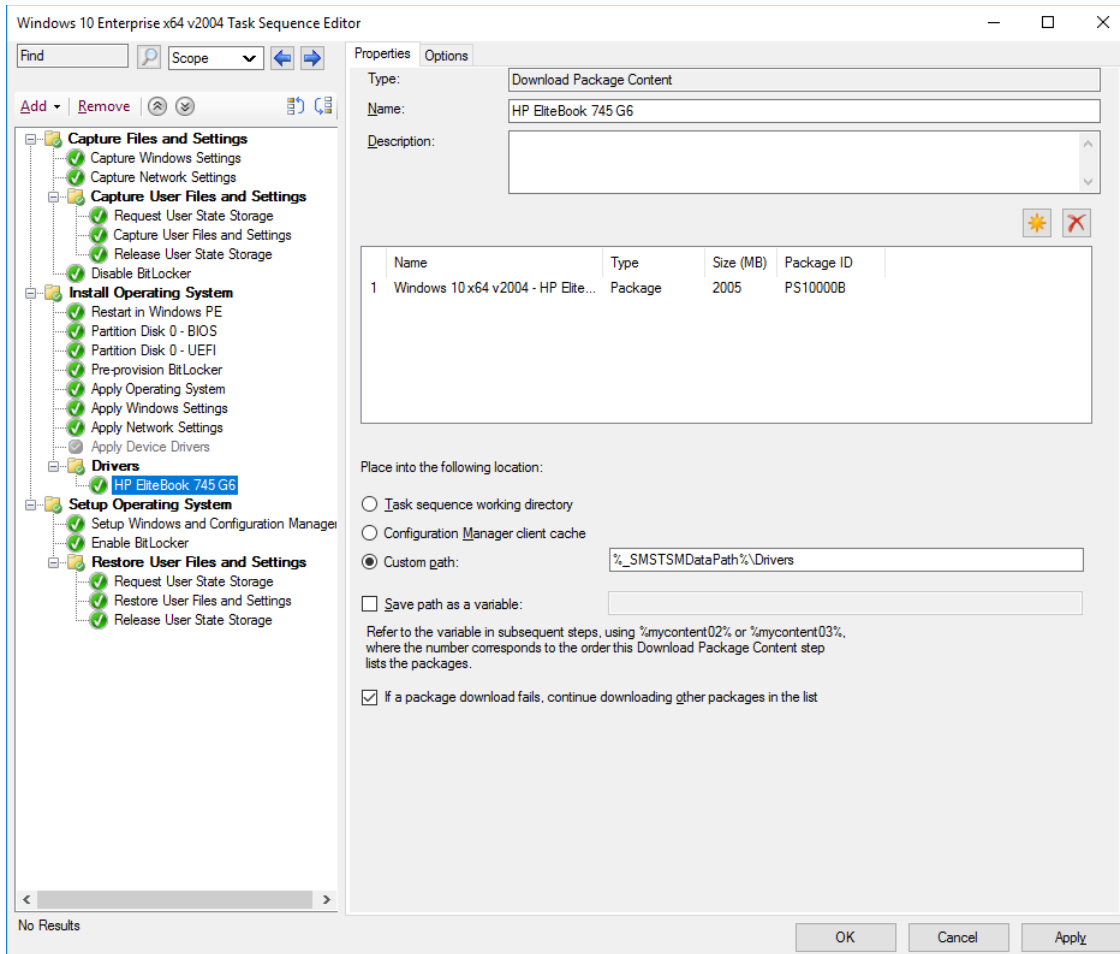 Windows 10 Enterprise x64 v2004 Task Sequence Editor
Find
Scope
Add
Remove
Capture Files and Settings
Capture Windows Settings
Capture Network Settings
Capture User Files and Settings
Request User State Storage
Capture User Files and Settings
Release User State Storage
Disable BitLocker
Install Operating System
Restart in Windows PE
Partition Disk 0 - BIOS
Partition Disk 0 - UEFI
Pre-provision BitLocker
Apply Operating System
Apply Windows Settings
Apply Network Settings
Apply Device Drivers
Drivers
HP EliteBook 745 G6
Setup Operating System
Setup Windows and Configuration Manager
Enable BitLocker
Restore User Files and Settings
Request User State Storage
Restore User Files and Settings
Release User State Storage
No Results
Properties Options
Type: Download Package Content
Name: HP EliteBook 745 G6
Description:
Name Type Size (MB) Package ID
1 Windows 10 x64 v2004 - HP Elite... Package 2005 PS10000B
Place into the following location:
Task sequence working directory
Configuration Manager client cache
Custom path: %_SMSTSMDataPath%\Drivers
Save path as a variable:
Refer to the variable in subsequent steps, using %mycontent02% or %mycontent03%,
where the number corresponds to the order this Download Package Content step
lists the packages.
If a package download fails, continue downloading other packages in the list
OK Cancel Apply